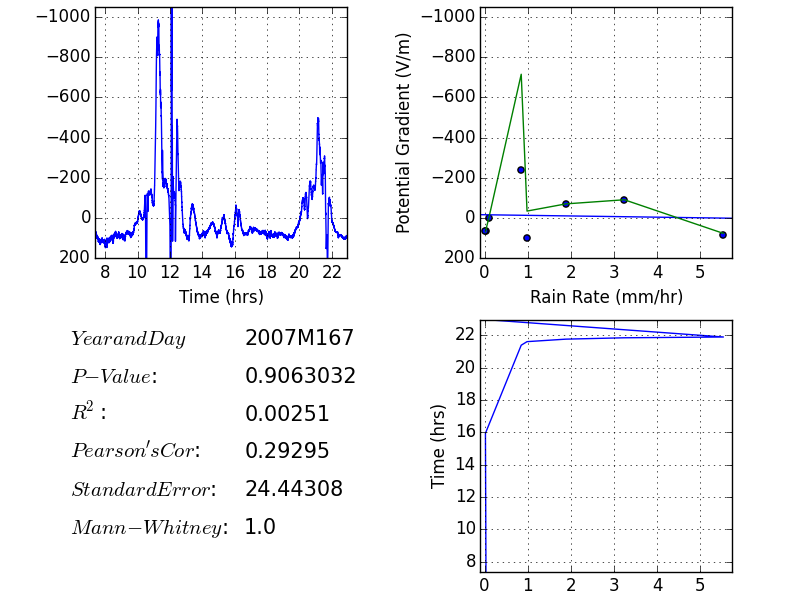 −1000
−800
−600
−400
−200
0
200
8 10 12 14 16 18 20 22
Time (hrs)
Potential Gradient (V/m)
−1000
−800
−600
−400
−200
0
200
0 1 2 3 4 5
Rain Rate (mm/hr)
YearandDay 2007M167
P−Value: 0.9063032
R² : 0.00251
Pearson'sCor: 0.29295
StandardError: 24.44308
Mann−Whitney: 1.0
Time (hrs)
22
20
18
16
14
12
10
8
0 1 2 3 4 5